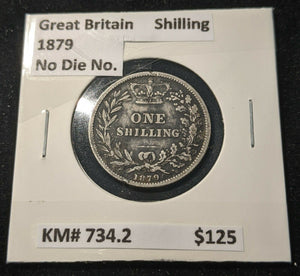 Great Britain Shilling
1879
No Die No.
ONE
SHILLING
1879
KM# 734.2 $125